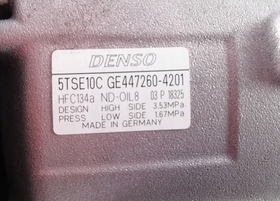 DENSO
5TSE10C GE447260-4201
HFC134a ND-OIL8 03 P 18325
DESIGN HIGH SIDE 3.53MPa
PRESS LOW SIDE 1.67MPa
MADE IN GERMANY